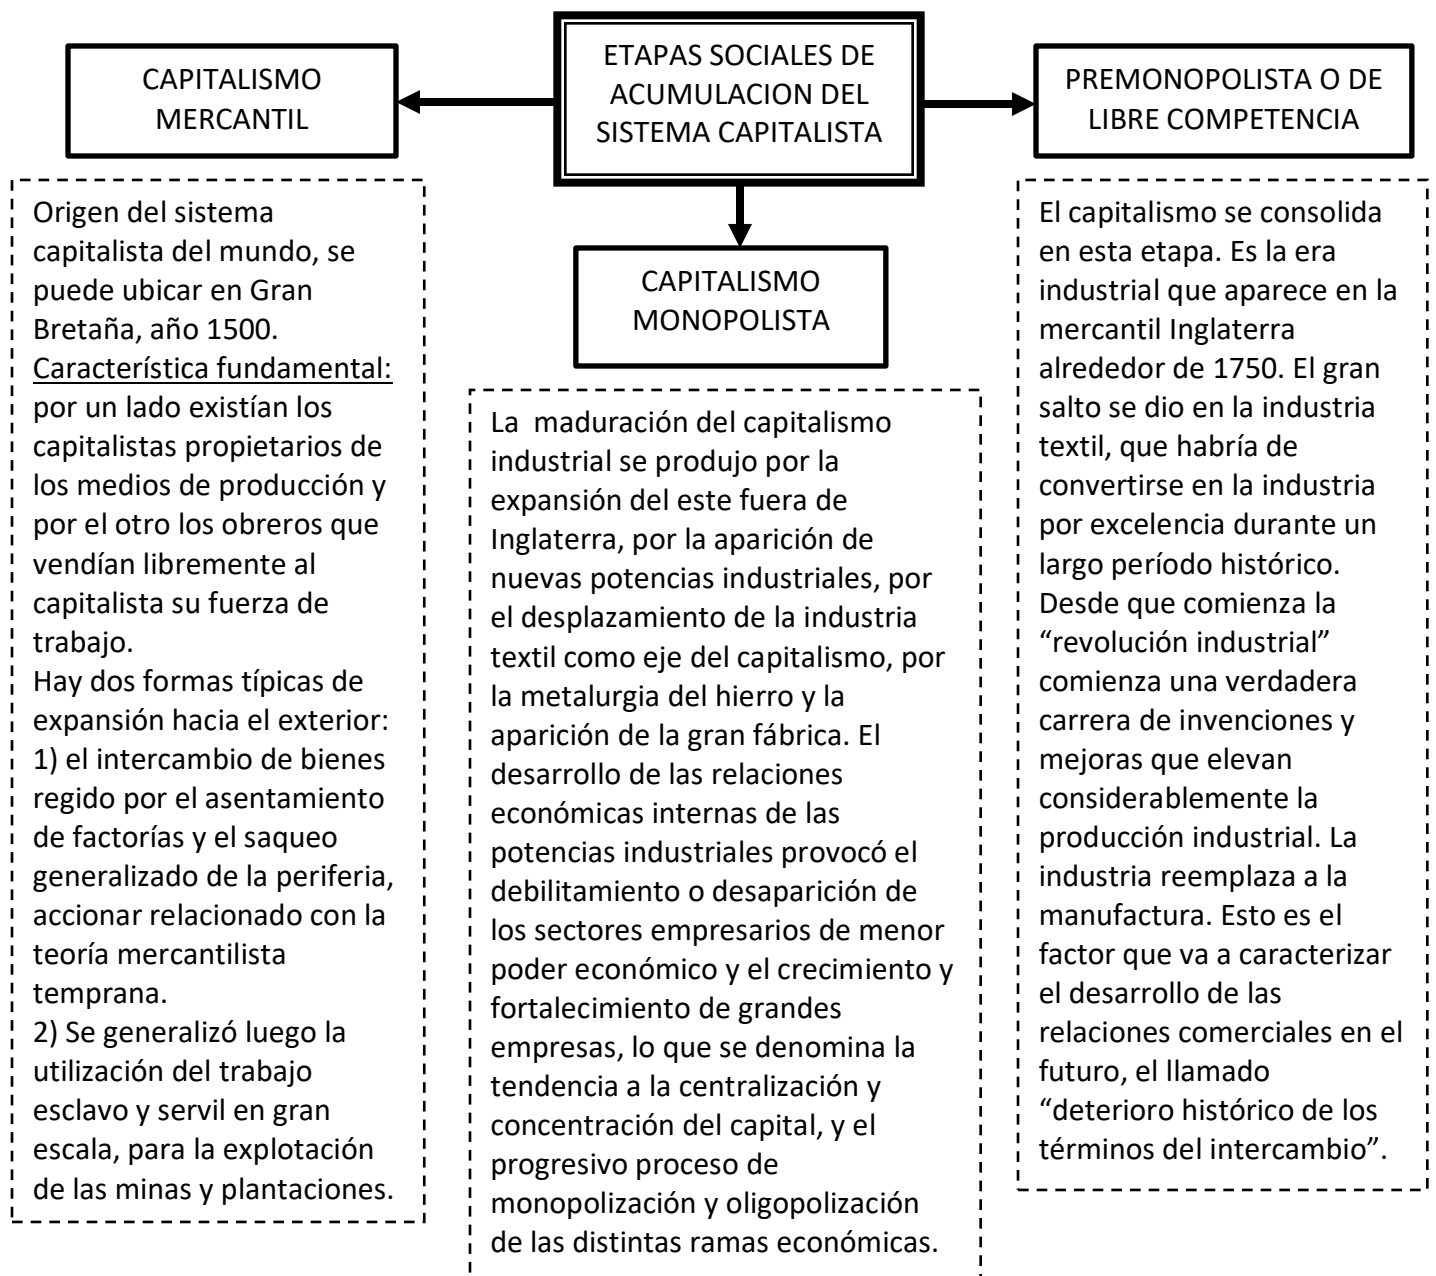 ETAPAS SOCIALES DE
ACUMULACION DEL
SISTEMA CAPITALISTA
CAPITALISMO
MERCANTIL
Origen del sistema
capitalista del mundo, se
puede ubicar en Gran
Bretaña, año 1500.
Característica fundamental:
por un lado existían los
capitalistas propietarios de
los medios de producción y
por el otro los obreros que
vendían libremente al
capitalista su fuerza de
trabajo.
Hay dos formas típicas de
expansión hacia el exterior:
1) el intercambio de bienes
regido por el asentamiento
de factorías y el saqueo
generalizado de la periferia,
accionar relacionado con la
teoría mercantilista
temprana.
2) Se generalizó luego la
utilización del trabajo
esclavo y servil en gran
escala, para la explotación
de las minas y plantaciones.
CAPITALISMO
MONOPOLISTA
La maduración del capitalismo
industrial se produjo por la
expansión del este fuera de
Inglaterra, por la aparición de
nuevas potencias industriales, por
el desplazamiento de la industria
textil como eje del capitalismo, por
la metalurgia del hierro y la
aparición de la gran fábrica. El
desarrollo de las relaciones
económicas internas de las
potencias industriales provocó el
debilitamiento o desaparición de
los sectores empresarios de menor
poder económico y el crecimiento y
fortalecimiento de grandes
empresas, lo que se denomina la
tendencia a la centralización y
concentración del capital, y el
progresivo proceso de
monopolización y oligopolización
de las distintas ramas económicas.
PREMONOPOLISTA O DE
LIBRE COMPETENCIA
El capitalismo se consolida
en esta etapa. Es la era
industrial que aparece en la
mercantil Inglaterra
alrededor de 1750. El gran
salto se dio en la industria
textil, que habría de
convertirse en la industria
por excelencia durante un
largo período histórico.
Desde que comienza la
“revolución industrial”
comienza una verdadera
carrera de invenciones y
mejoras que elevan
considerablemente la
producción industrial. La
industria reemplaza a la
manufactura. Esto es el
factor que va a caracterizar
el desarrollo de las
relaciones comerciales en el
futuro, el llamado
“deterioro histórico de los
términos del intercambio”.